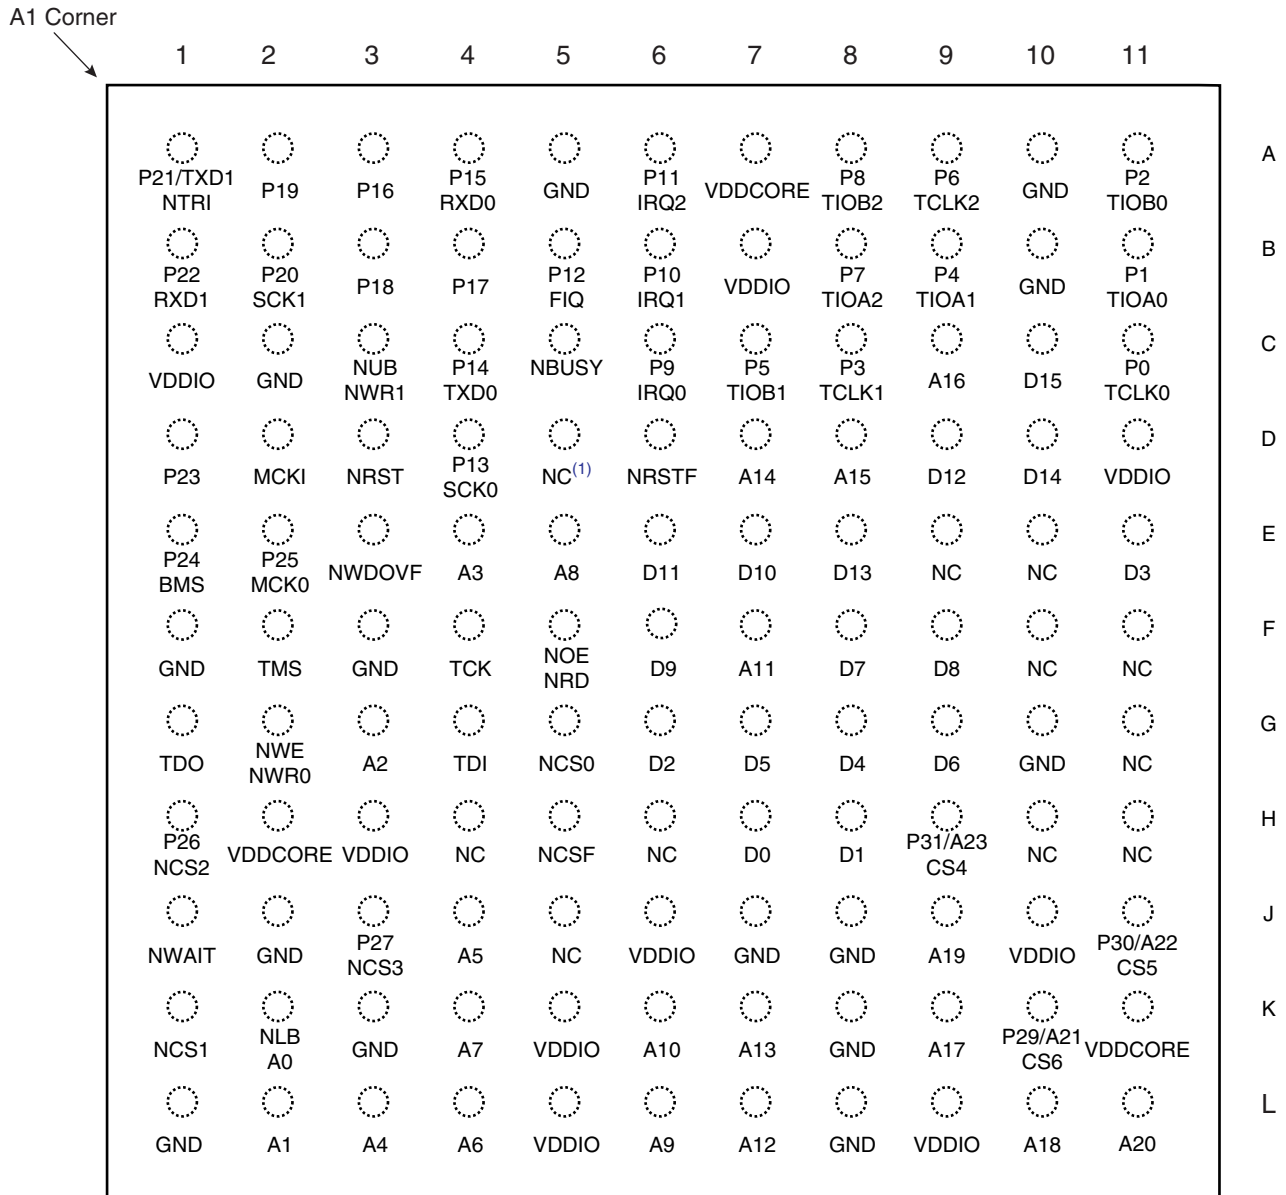 A1 Corner
1 2 3 4 5 6 7 8 9 10 11
A
P21/TXD1 P19 P16 P15 GND P11 VDDCORE P8 P6 GND P2
NTRI RXD0 IRQ2 TIOB2 TCLK2 TIOB0
B
P22 P20 P18 P17 P12 P10 VDDIO P7 P4 GND P1
RXD1 SCK1 FIQ IRQ1 TIOA2 TIOA1 TIOA0
C
VDDIO GND NUB P14 NBUSY P9 P5 P3 A16 D15 P0
NWR1 TXD0 IRQ0 TIOB1 TCLK1 TCLK0
D
P23 MCKI NRST P13 NC(1) NRSTF A14 A15 D12 D14 VDDIO
SCK0
E
P24 P25 NWDOVF A3 A8 D11 D10 D13 NC NC D3
BMS MCK0
F
GND TMS GND TCK NOE D9 A11 D7 D8 NC NC
NRD
G
TDO NWE A2 TDI NCS0 D2 D5 D4 D6 GND NC
NWR0
H
P26 VDDCORE VDDIO NC NCSF NC D0 D1 P31/A23 NC NC
NCS2 CS4
J
NWAIT GND P27 A5 NC VDDIO GND GND A19 VDDIO P30/A22
NCS3 CS5
K
NCS1 NLB GND A7 VDDIO A10 A13 GND A17 P29/A21 VDDCORE
A0 CS6
L
GND A1 A4 A6 VDDIO A9 A12 GND VDDIO A18 A20